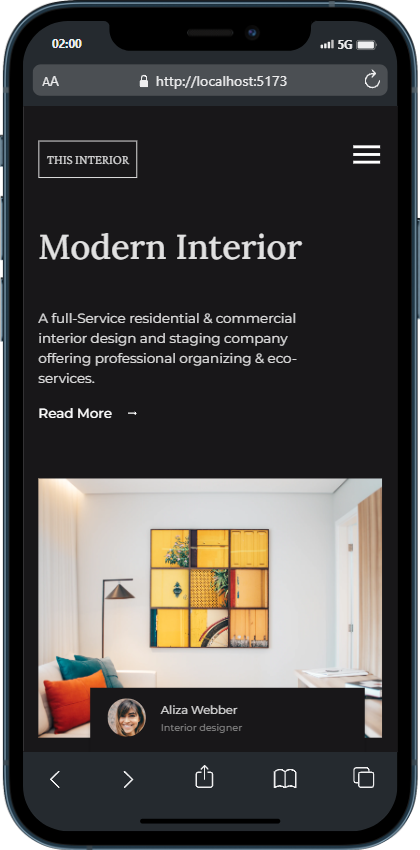 02:00
5G
AA
http://localhost:5173
THIS INTERIOR
Modern Interior
A full-Service residential & commercial
interior design and staging company
offering professional organizing & eco-
services.
Read More →
Aliza Webber
Interior designer